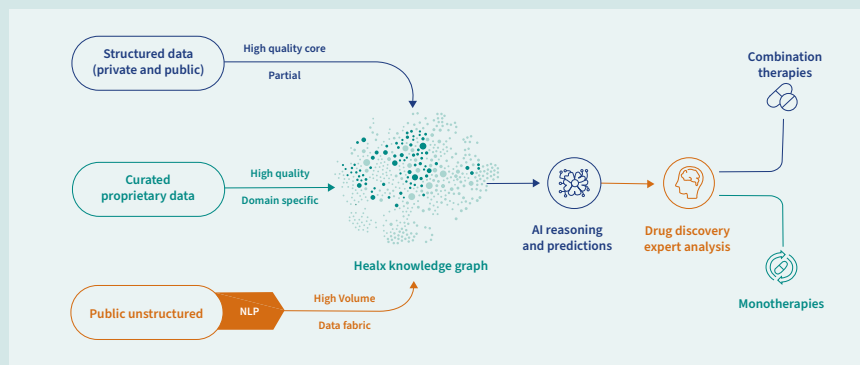 Structured data
(private and public)
High quality core
Partial
Combination
therapies
Curated
proprietary data
High quality
Domain specific
AI reasoning
and predictions
Drug discovery
expert analysis
Healx knowledge graph
Public unstructured
NLP
High Volume
Data fabric
Monotherapies